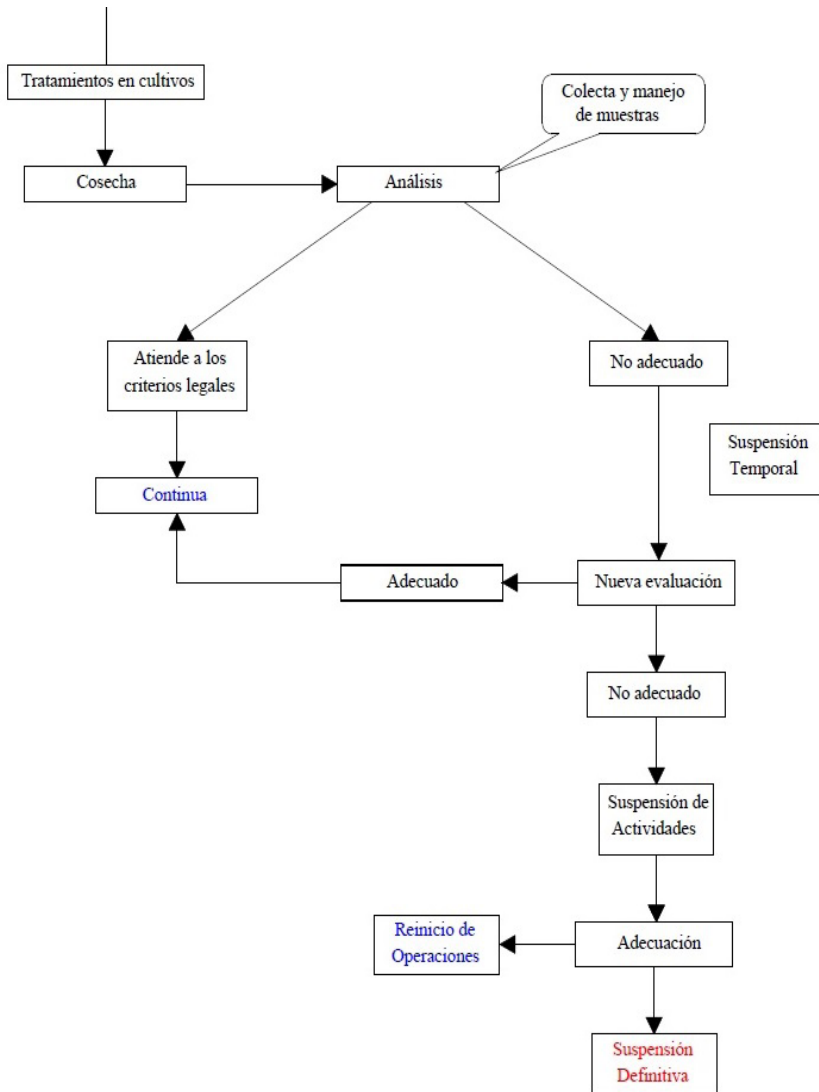 Tratamientos en cultivos
Colecta y manejo
de muestras
Cosecha
Análisis
Atiende a los
criterios legales
No adecuado
Suspensión
Temporal
Continua
Adecuado
Nueva evaluación
No adecuado
Suspensión de
Actividades
Reinicio de
Operaciones
Adecuación
Suspensión
Definitiva